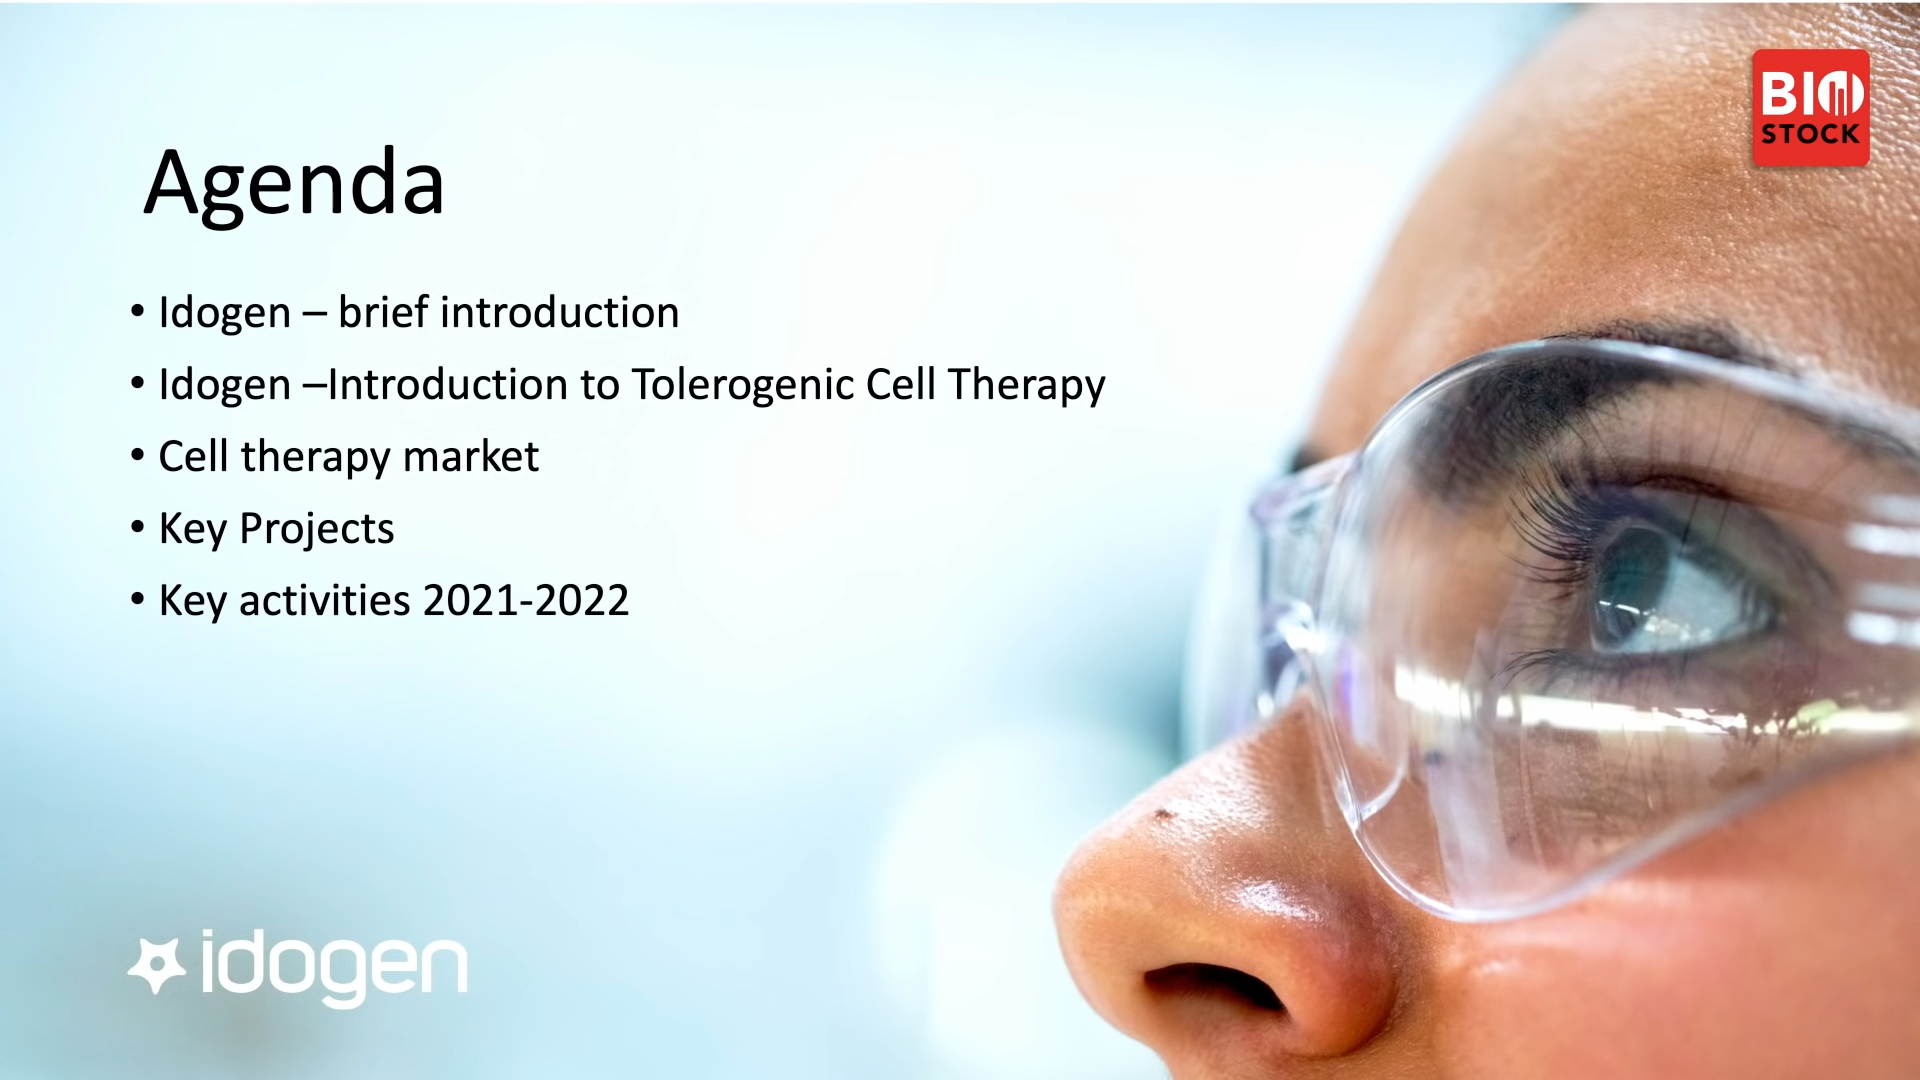 BIO
STOCK
Agenda
• Idogen – brief introduction
• Idogen –Introduction to Tolerogenic Cell Therapy
• Cell therapy market
• Key Projects
• Key activities 2021-2022
idogen